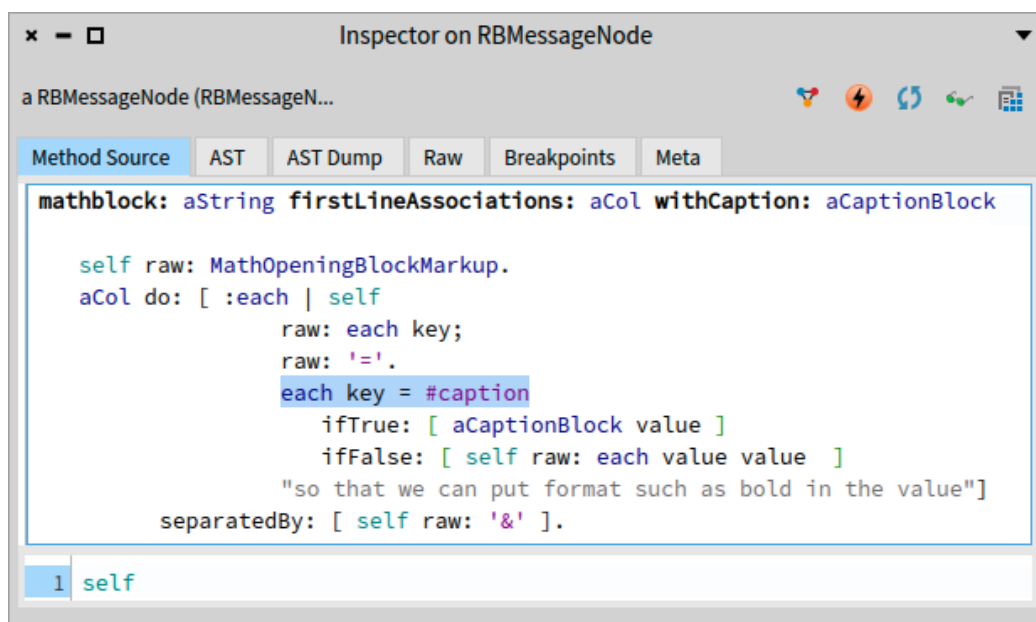 Inspector on RBMessageNode
a RBMessageNode (RBMessageN...
Method Source AST AST Dump Raw Breakpoints Meta
mathblock: aString firstLineAssociations: aCol withCaption: aCaptionBlock
self raw: MathOpeningBlockMarkup.
aCol do: [ :each | self
raw: each key;
raw: '='.
each key = #caption
ifTrue: [ aCaptionBlock value ]
ifFalse: [ self raw: each value value  ]
"so that we can put format such as bold in the value"]
separatedBy: [ self raw: '&' ].
1 self